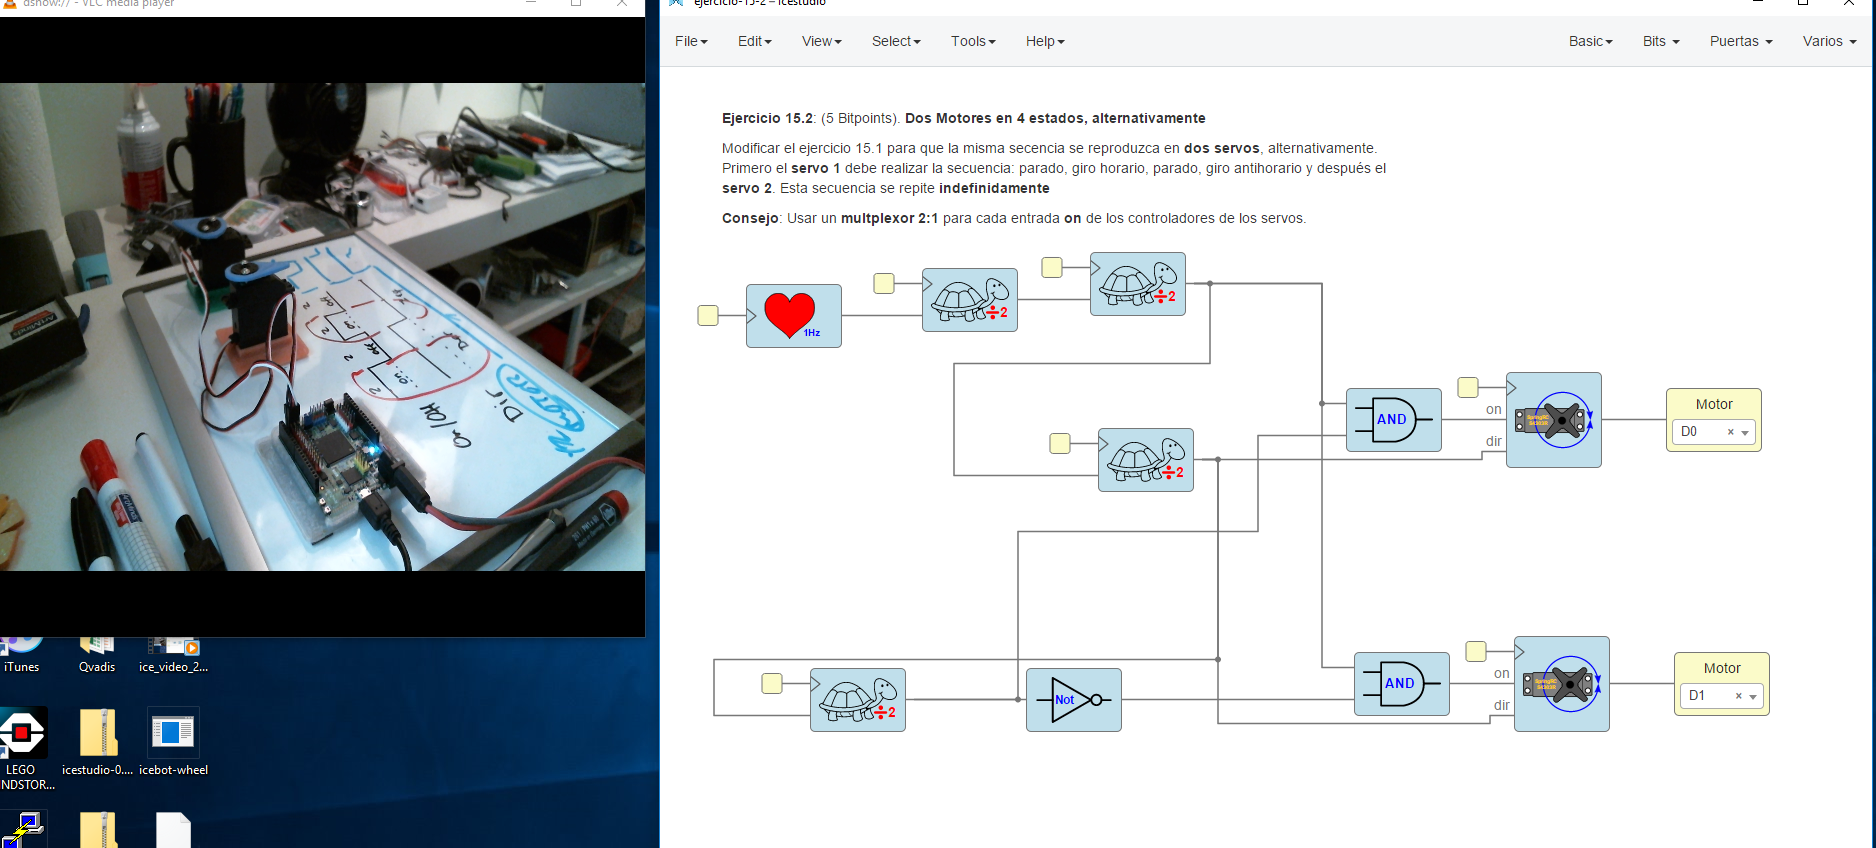 dshow:// - VLC media player
ejercicio-15-2 – icestudio
File Edit View Select Tools Help Basic Bits Puertas Varios
Ejercicio 15.2: (5 Bitpoints). Dos Motores en 4 estados, alternativamente
Modificar el ejercicio 15.1 para que la misma secencia se reproduzca en dos servos, alternativamente.
Primero el servo 1 debe realizar la secuencia: parado, giro horario, parado, giro antihorario y después el
servo 2. Esta secuencia se repite indefinidamente
Consejo: Usar un multplexor 2:1 para cada entrada on de los controladores de los servos.
1Hz
÷2
÷2
÷2
AND
on
dir
Motor
D0 ×
÷2
Not
AND
on
dir
Motor
D1 ×
Dir
on/off
motor
iTunes
Qvadis
ice_video_2...
LEGO
NDSTOR...
icestudio-0....
icebot-wheel